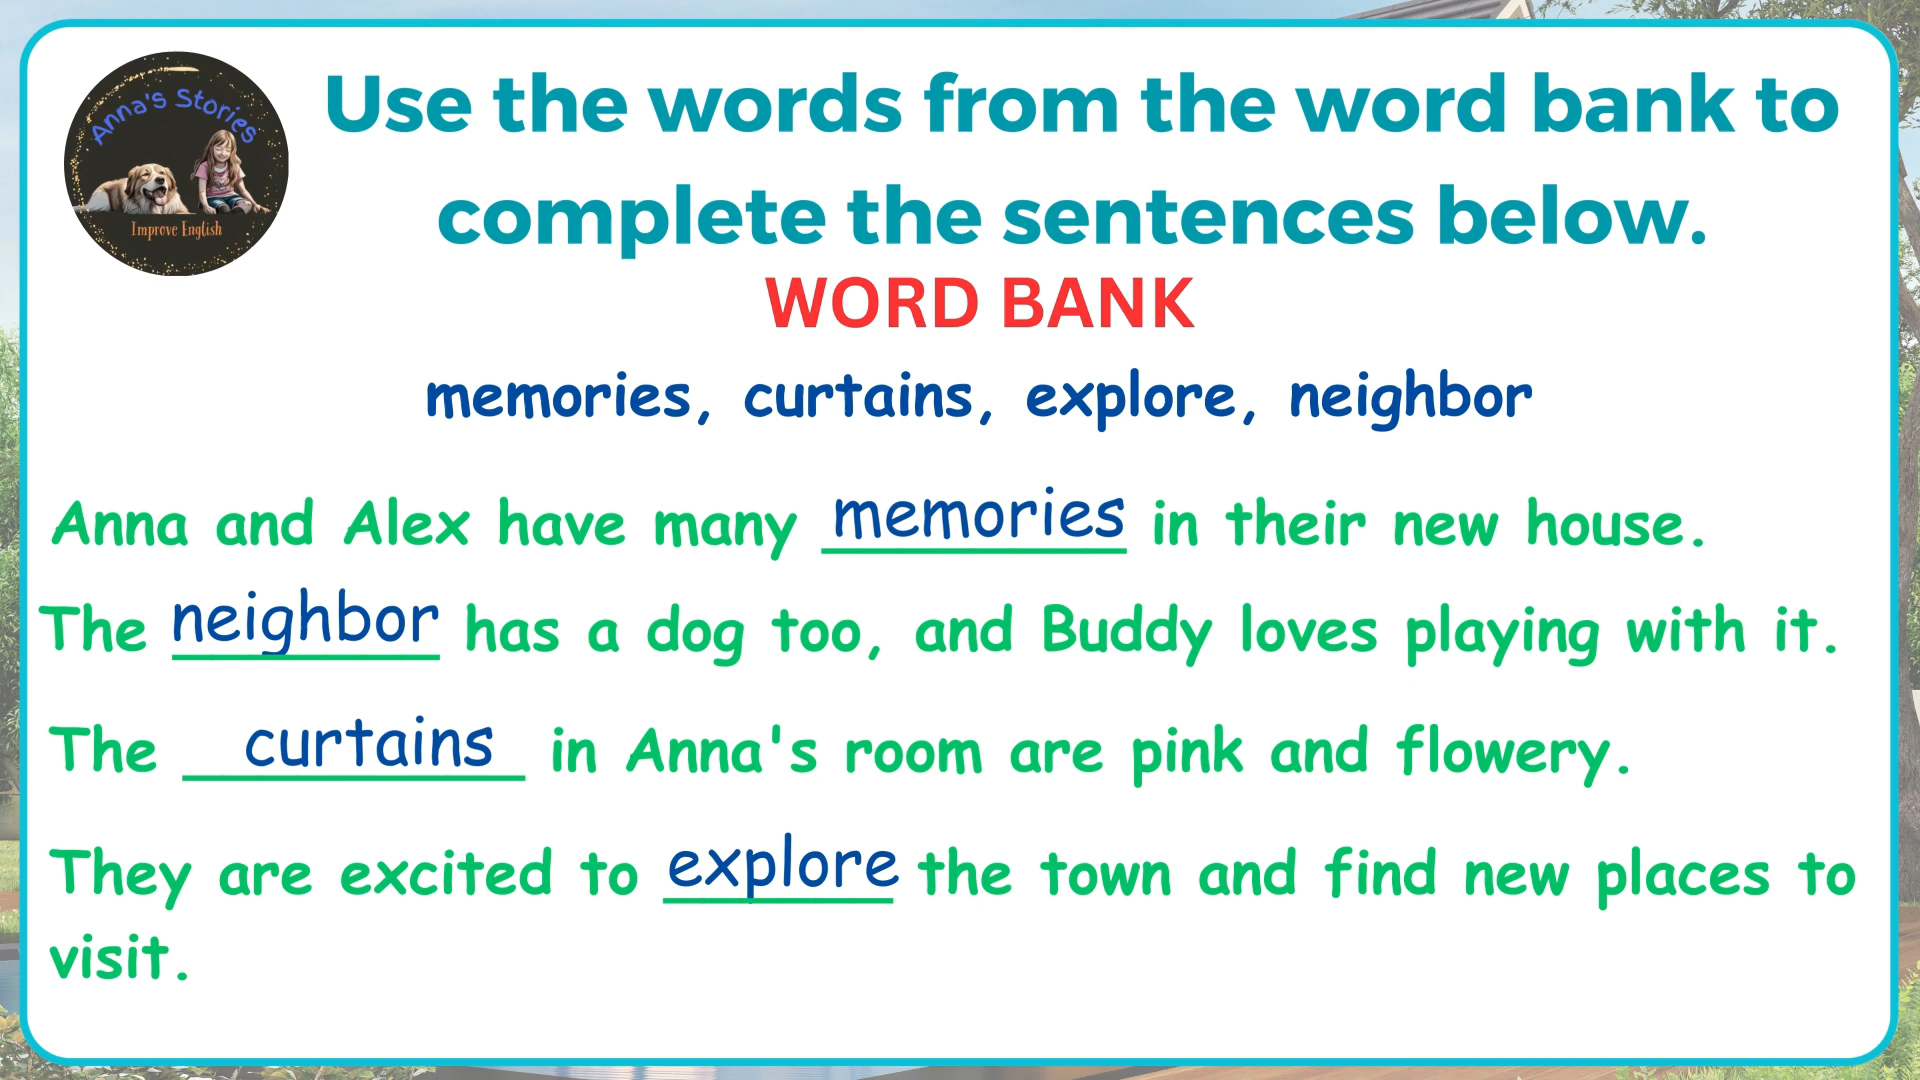 Anna's Stories
Improve English
Use the words from the word bank to
complete the sentences below.
WORD BANK
memories, curtains, explore, neighbor
Anna and Alex have many memories in their new house.
The neighbor has a dog too, and Buddy loves playing with it.
The curtains in Anna's room are pink and flowery.
They are excited to explore the town and find new places to
visit.